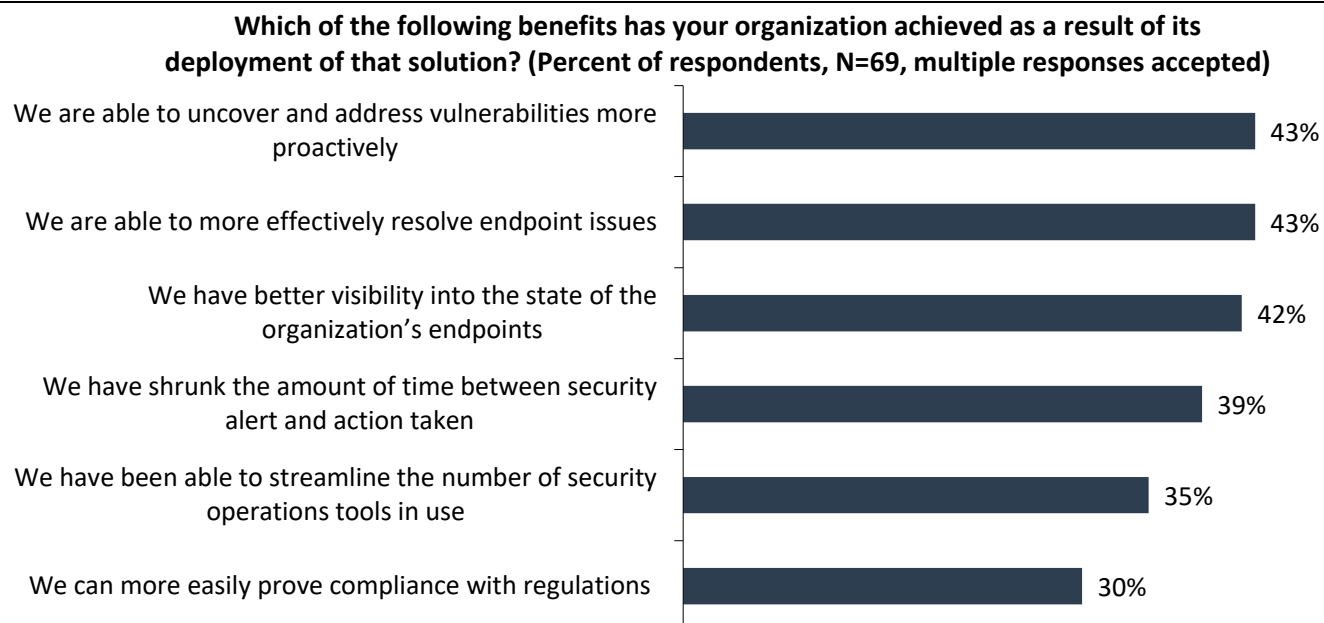 Which of the following benefits has your organization achieved as a result of its
deployment of that solution? (Percent of respondents, N=69, multiple responses accepted)
We are able to uncover and address vulnerabilities more
proactively
43%
We are able to more effectively resolve endpoint issues
43%
We have better visibility into the state of the
organization’s endpoints
42%
We have shrunk the amount of time between security
alert and action taken
39%
We have been able to streamline the number of security
operations tools in use
35%
We can more easily prove compliance with regulations
30%